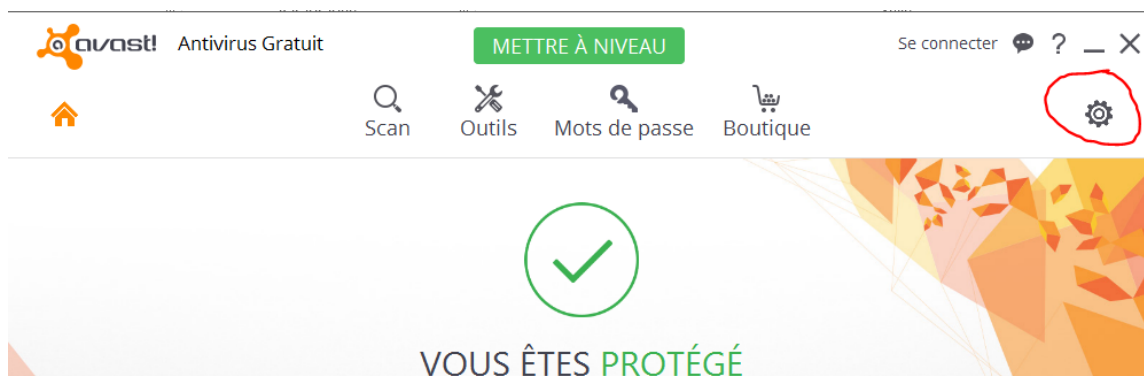 avast! Antivirus Gratuit METTRE À NIVEAU Se connecter ?
Scan Outils Mots de passe Boutique
VOUS ÊTES PROTÉGÉ